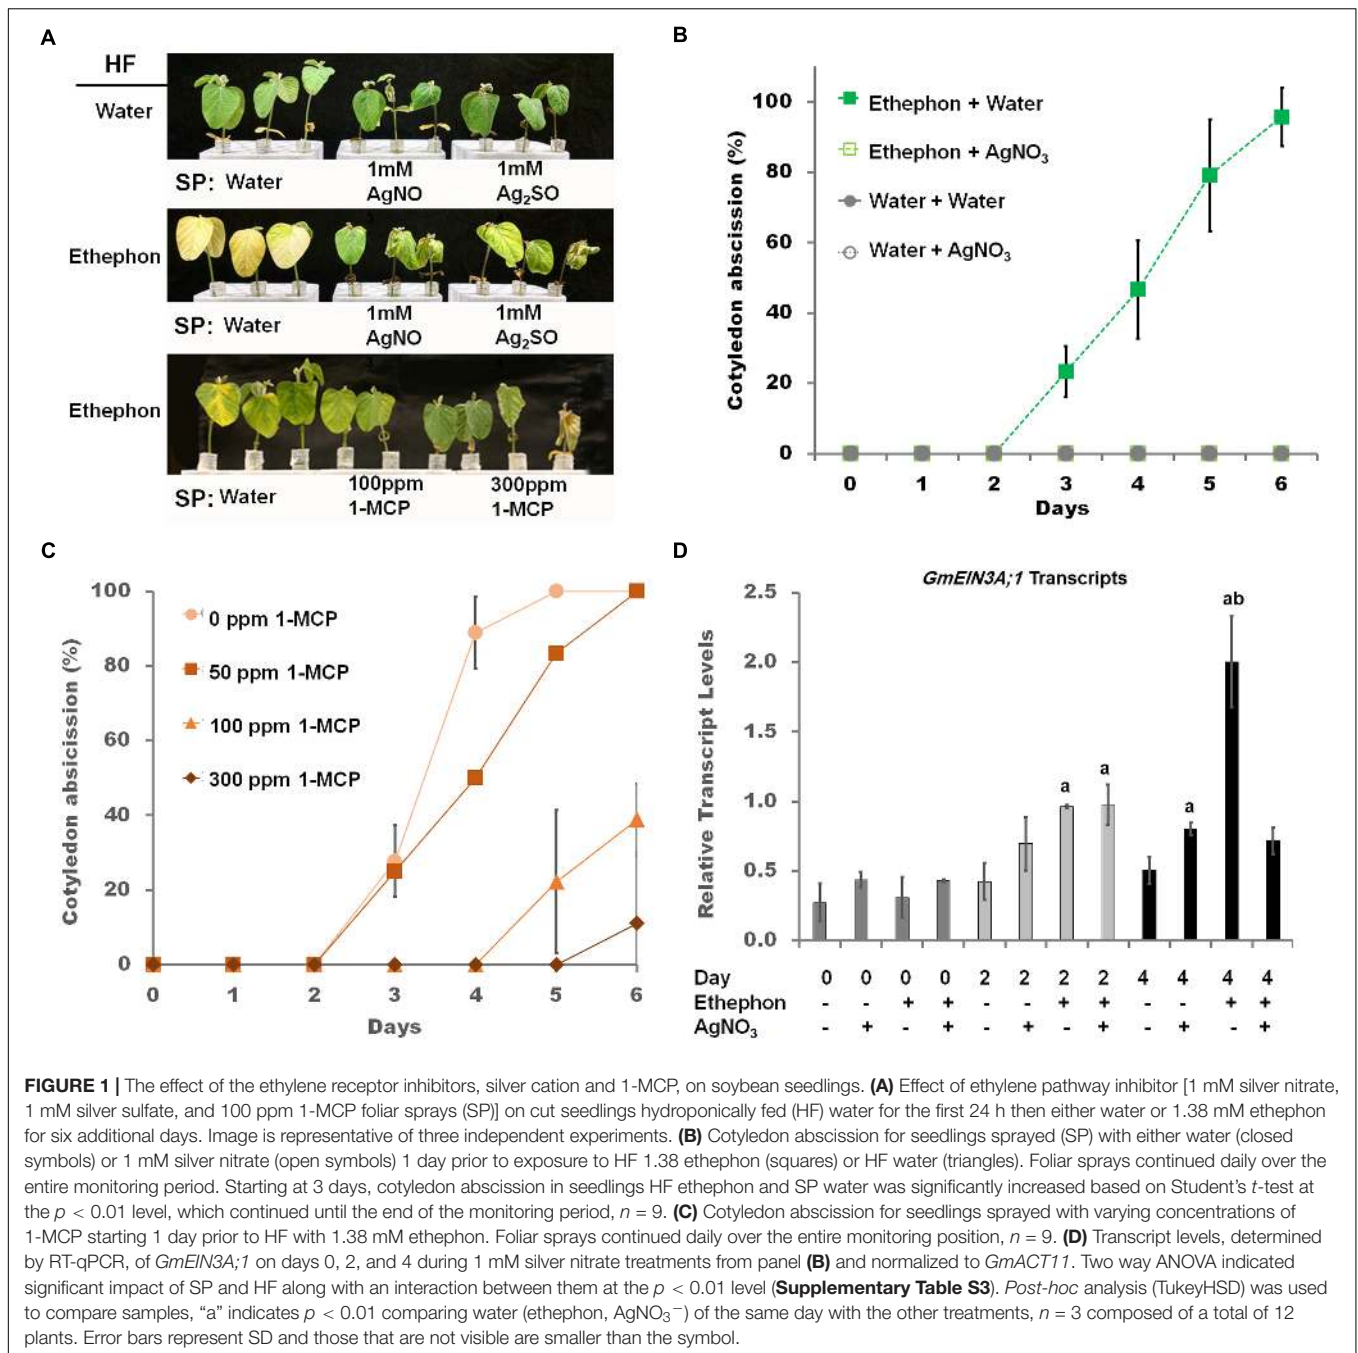 A
HF
Water
SP: Water
1mM
AgNO
1mM
Ag₂SO
Ethephon
SP: Water
1mM
AgNO
1mM
Ag₂SO
Ethephon
SP: Water
100ppm
1-MCP
300ppm
1-MCP
B
Cotyledon abscission (%)
100
80
60
40
20
0
Ethephon + Water
Ethephon + AgNO₃
Water + Water
Water + AgNO₃
0 1 2 3 4 5 6
Days
C
Cotyledon absicission (%)
100
80
60
40
20
0
0 ppm 1-MCP
50 ppm 1-MCP
100 ppm 1-MCP
300 ppm 1-MCP
0 1 2 3 4 5 6
Days
D
GmEIN3A;1 Transcripts
Relative Transcript Levels
2.5
2.0
1.5
1.0
0.5
0.0
a a a ab
Day 0 0 0 0 2 2 2 2 4 4 4 4
Ethephon - - + + - - + + - - + +
AgNO₃ - + - + - + - + - + - +
FIGURE 1 | The effect of the ethylene receptor inhibitors, silver cation and 1-MCP, on soybean seedlings. (A) Effect of ethylene pathway inhibitor [1 mM silver nitrate,
1 mM silver sulfate, and 100 ppm 1-MCP foliar sprays (SP)] on cut seedlings hydroponically fed (HF) water for the first 24 h then either water or 1.38 mM ethephon
for six additional days. Image is representative of three independent experiments. (B) Cotyledon abscission for seedlings sprayed (SP) with either water (closed
symbols) or 1 mM silver nitrate (open symbols) 1 day prior to exposure to HF 1.38 ethephon (squares) or HF water (triangles). Foliar sprays continued daily over the
entire monitoring period. Starting at 3 days, cotyledon abscission in seedlings HF ethephon and SP water was significantly increased based on Student's t-test at
the p < 0.01 level, which continued until the end of the monitoring period, n = 9. (C) Cotyledon abscission for seedlings sprayed with varying concentrations of
1-MCP starting 1 day prior to HF with 1.38 mM ethephon. Foliar sprays continued daily over the entire monitoring position, n = 9. (D) Transcript levels, determined
by RT-qPCR, of GmEIN3A;1 on days 0, 2, and 4 during 1 mM silver nitrate treatments from panel (B) and normalized to GmACT11. Two way ANOVA indicated
significant impact of SP and HF along with an interaction between them at the p < 0.01 level (Supplementary Table S3). Post-hoc analysis (TukeyHSD) was used
to compare samples, "a" indicates p < 0.01 comparing water (ethephon, AgNO₃⁻) of the same day with the other treatments, n = 3 composed of a total of 12
plants. Error bars represent SD and those that are not visible are smaller than the symbol.